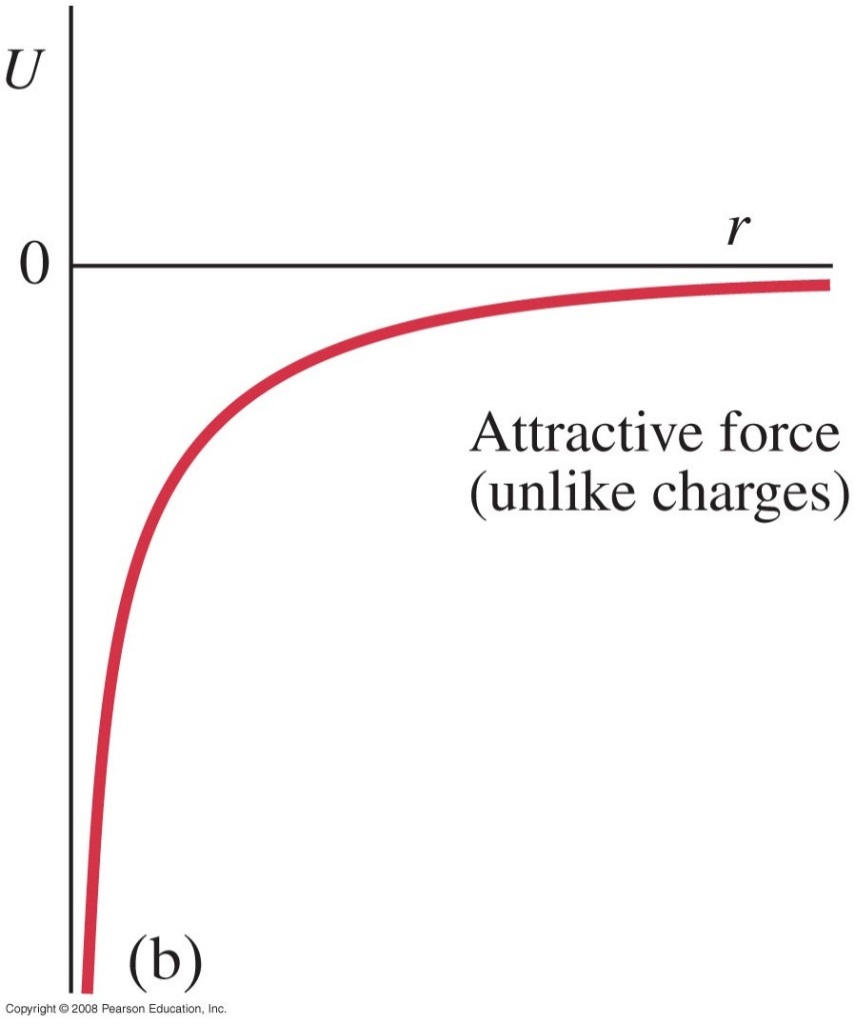 U
r
0
Attractive force
(unlike charges)
(b)
Copyright © 2008 Pearson Education, Inc.